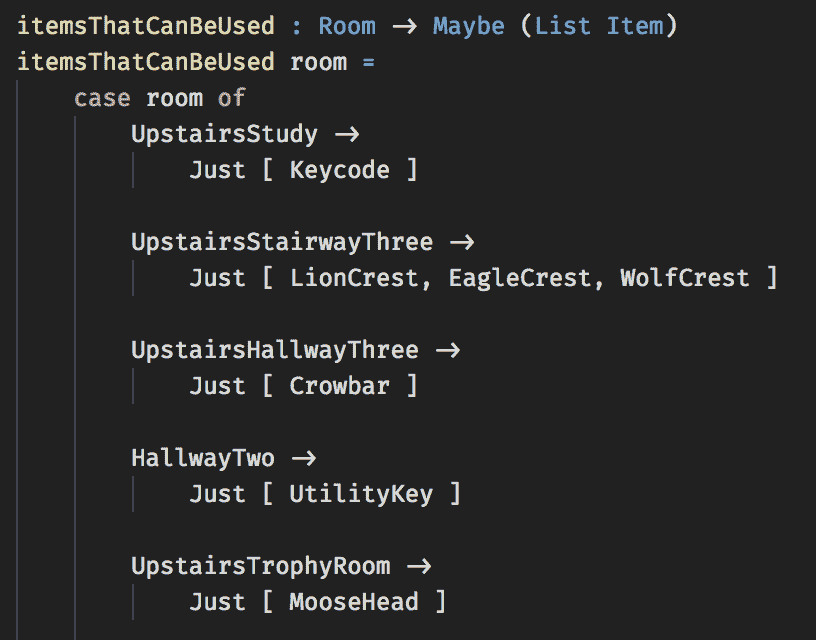 itemsThatCanBeUsed : Room → Maybe (List Item)
itemsThatCanBeUsed room =
    case room of
        UpstairsStudy →
            Just [ Keycode ]

        UpstairsStairwayThree →
            Just [ LionCrest, EagleCrest, WolfCrest ]

        UpstairsHallwayThree →
            Just [ Crowbar ]

        HallwayTwo →
            Just [ UtilityKey ]

        UpstairsTrophyRoom →
            Just [ MooseHead ]